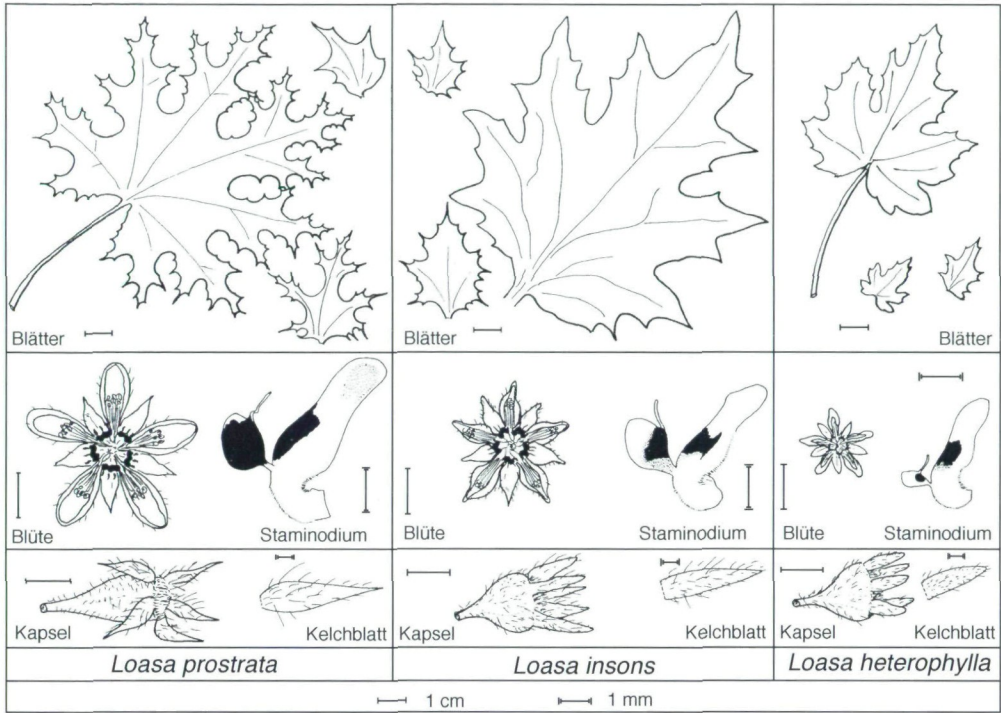 Blätter
Blätter
Blätter
Blüte Staminodium
Blüte Staminodium
Blüte Staminodium
Kapsel Kelchblatt
Kapsel Kelchblatt
Kapsel Kelchblatt
Loasa prostrata
Loasa insons
Loasa heterophylla
1 cm 1 mm